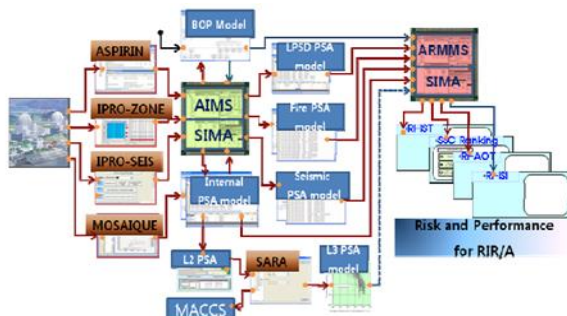 BOP Model
ASPIRIN
LPSD PSA
model
ARMMS
SIMA
IPRO-ZONE
AIMS
SIMA
Fire PSA
model
RI-IST
SSC Ranking
RI-AOT
RI-ISI
IPRO-SEIS
Internal
PSA model
Seismic
PSA model
MOSAIQUE
Risk and Performance
for RIR/A
L2 PSA
SARA
L3 PSA
model
MACCS